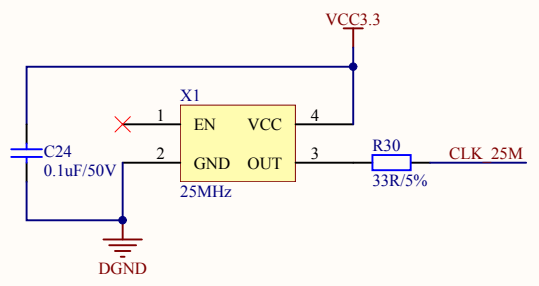 VCC3.3
X1
1
EN
VCC
4
C24
0.1uF/50V
2
GND
OUT
3
R30
33R/5%
CLK_25M
25MHz
DGND